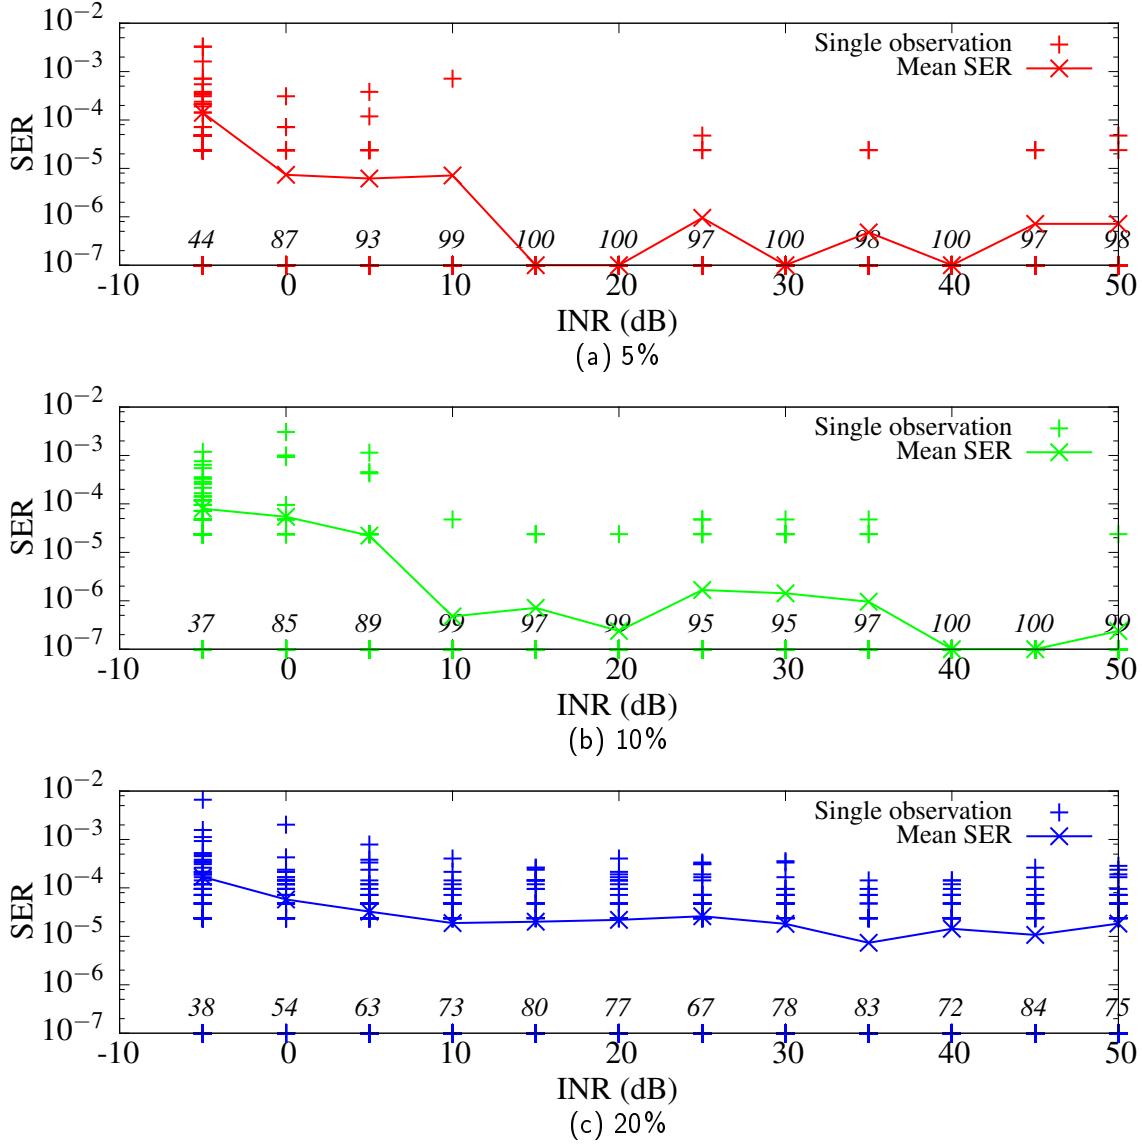 10⁻²
Single observation
10⁻³
Mean SER
10⁻⁴
SER
10⁻⁵
10⁻⁶
44 87 93 99 100 100 97 100 98 100 97 98
10⁻⁷
-10 0 10 20 30 40 50
INR (dB)
(a) 5%
10⁻²
Single observation
10⁻³
Mean SER
10⁻⁴
SER
10⁻⁵
10⁻⁶
37 85 89 99 97 99 95 95 97 100 100 99
10⁻⁷
-10 0 10 20 30 40 50
INR (dB)
(b) 10%
10⁻²
Single observation
10⁻³
Mean SER
10⁻⁴
SER
10⁻⁵
10⁻⁶
38 54 63 73 80 77 67 78 83 72 84 75
10⁻⁷
-10 0 10 20 30 40 50
INR (dB)
(c) 20%